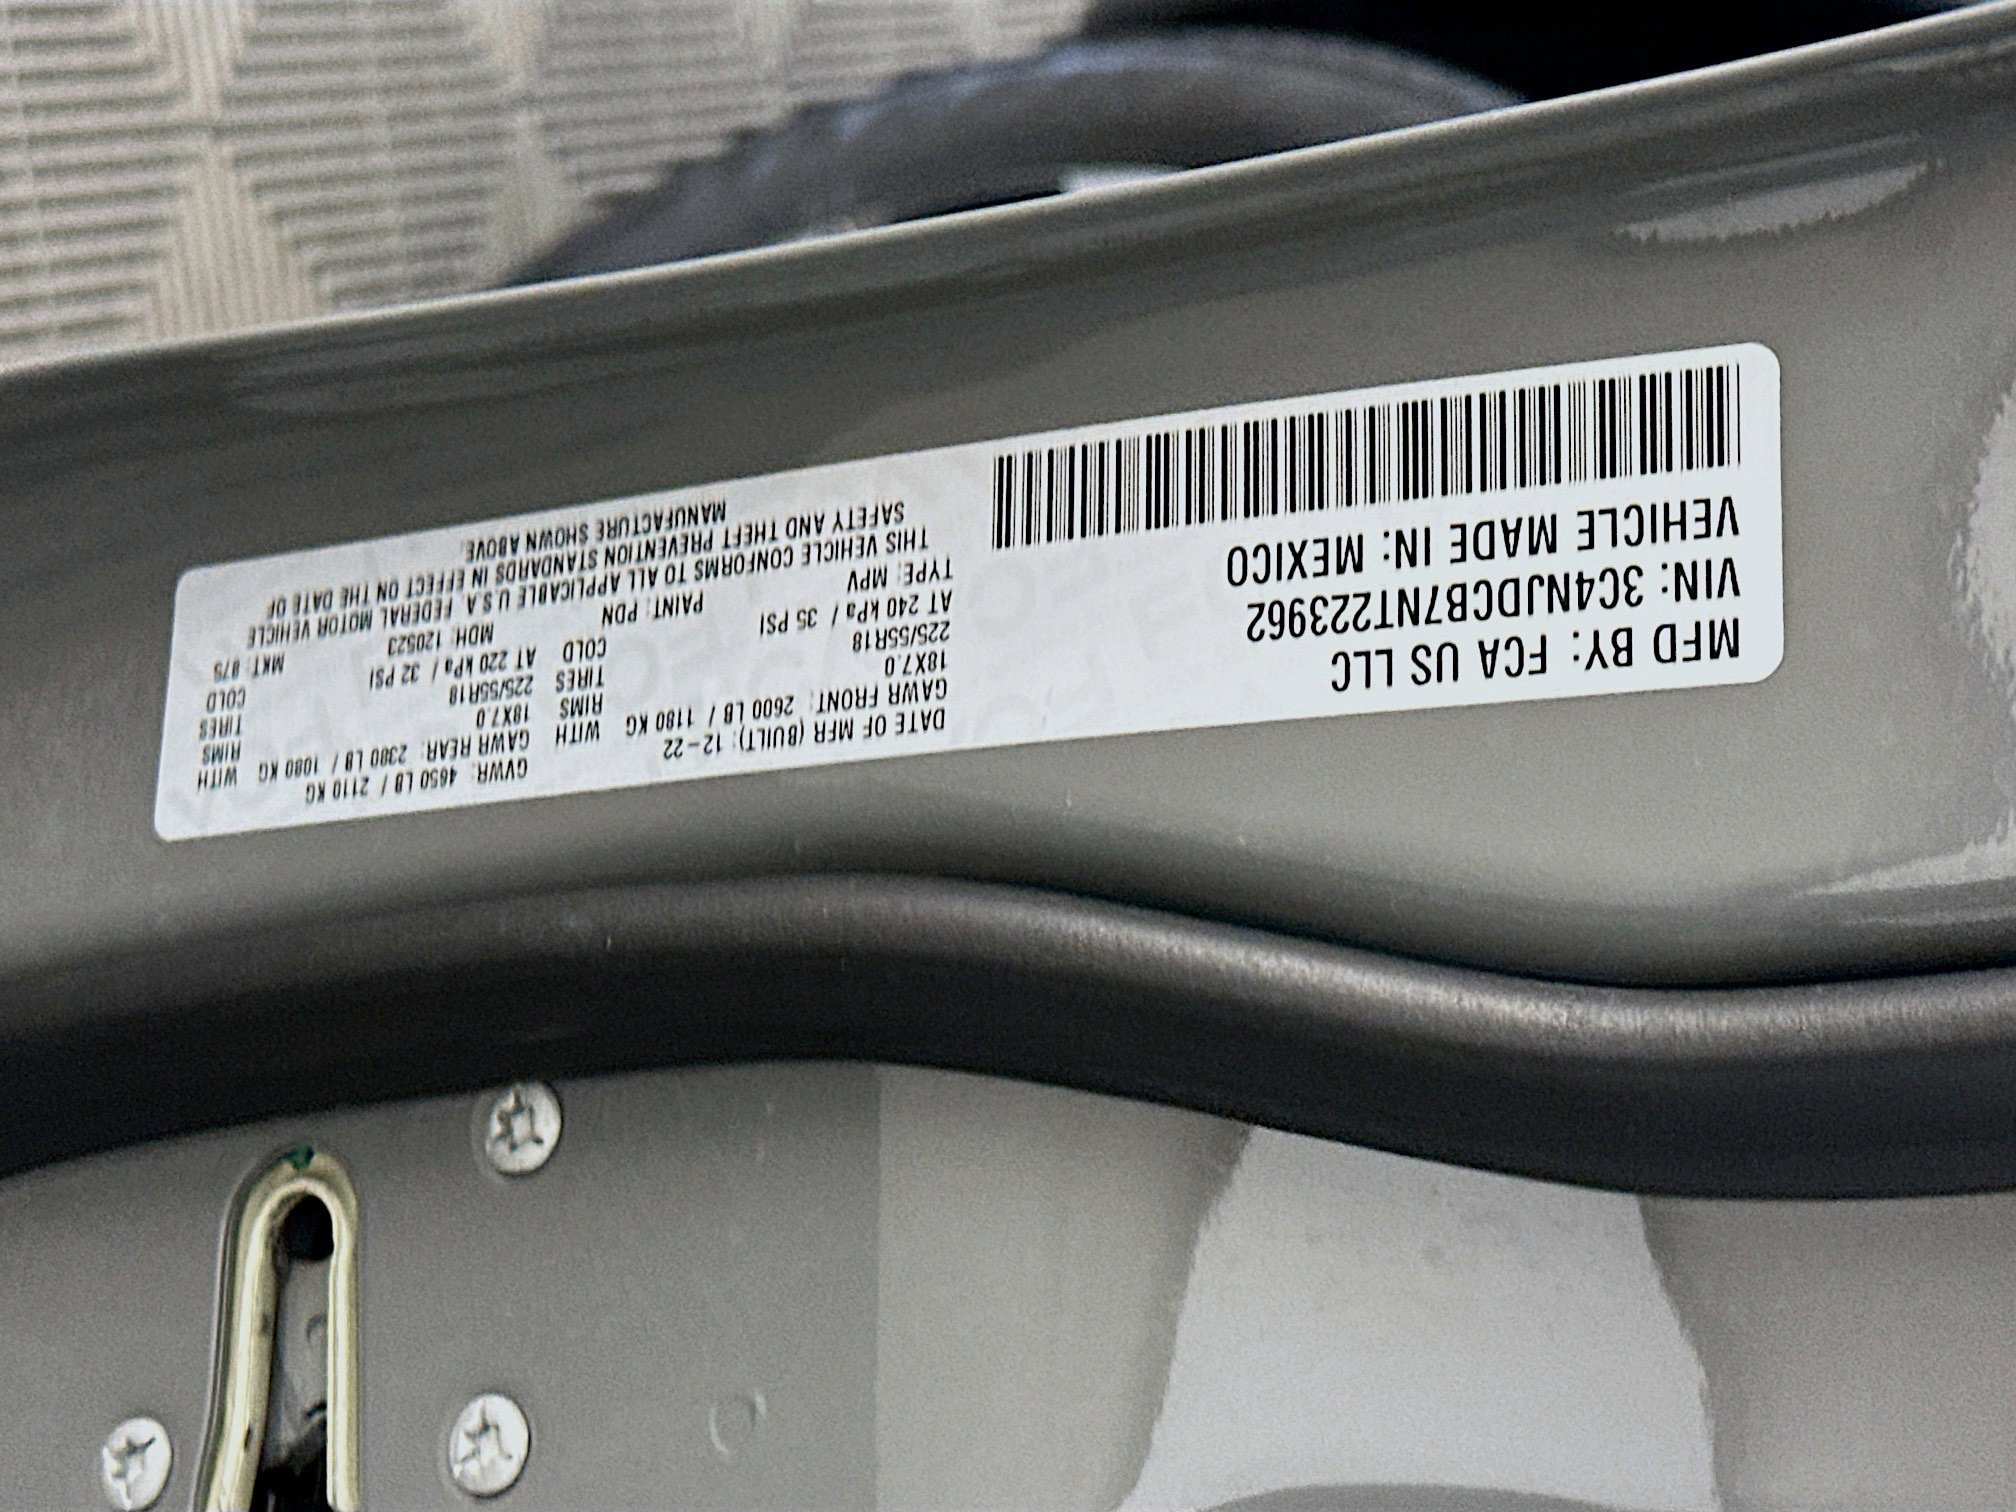 MFD BY: FCA US LLC
VIN: 3C4NJDCB7NT223962
VEHICLE MADE IN: MEXICO
DATE OF MFR (BUILT): 12-22 GVWR: 4650 LB / 2110 KG
GAWR FRONT: 2600 LB / 1180 KG WITH GAWR REAR: 2380 LB / 1080 KG WITH
18X7.0 RIMS 18X7.0 RIMS
225/55R18 TIRES 225/55R18 TIRES
AT 240 kPa / 35 PSI COLD AT 220 kPa / 32 PSI COLD
TYPE: MPV PAINT: PDN MDH: 120523 MKT:
THIS VEHICLE CONFORMS TO ALL APPLICABLE U.S.A. FEDERAL MOTOR VEHICLE
SAFETY AND THEFT PREVENTION STANDARDS IN EFFECT ON THE DATE OF
MANUFACTURE SHOWN ABOVE.